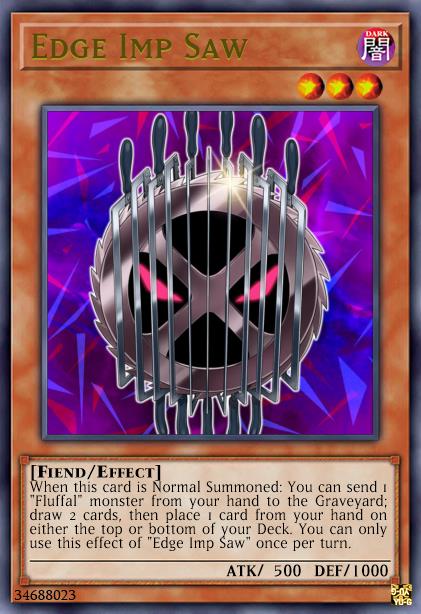 EDGE IMP SAW
DARK
闇
[FIEND/EFFECT]
When this card is Normal Summoned: You can send 1
"Fluffal" monster from your hand to the Graveyard;
draw 2 cards, then place 1 card from your hand on
either the top or bottom of your Deck. You can only
use this effect of "Edge Imp Saw" once per turn.
ATK/ 500 DEF/1000
34688023